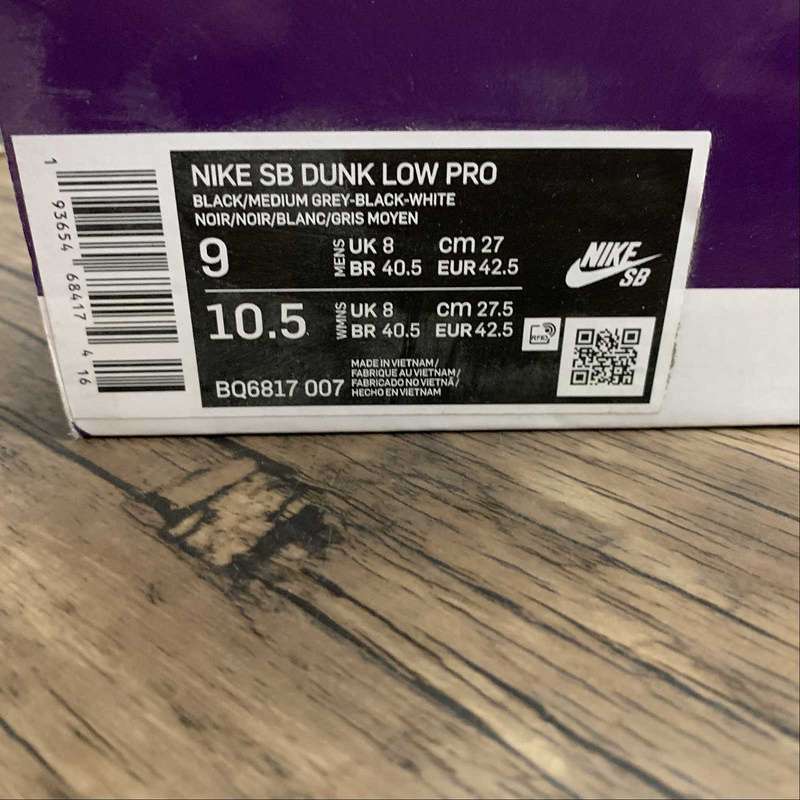 NIKE SB DUNK LOW PRO
BLACK/MEDIUM GREY-BLACK-WHITE
NOIR/NOIR/BLANC/GRIS MOYEN
9 MENS UK 8 cm 27
BR 40.5 EUR 42.5
10.5 WMNS UK 8 cm 27.5
BR 40.5 EUR 42.5
BQ6817 007
MADE IN VIETNAM/
FABRIQUE AU VIETNAM/
FABRICADO NO VIETNÃ/
HECHO EN VIETNAM
NIKE
SB
RFID
1 93654 68417 4 16